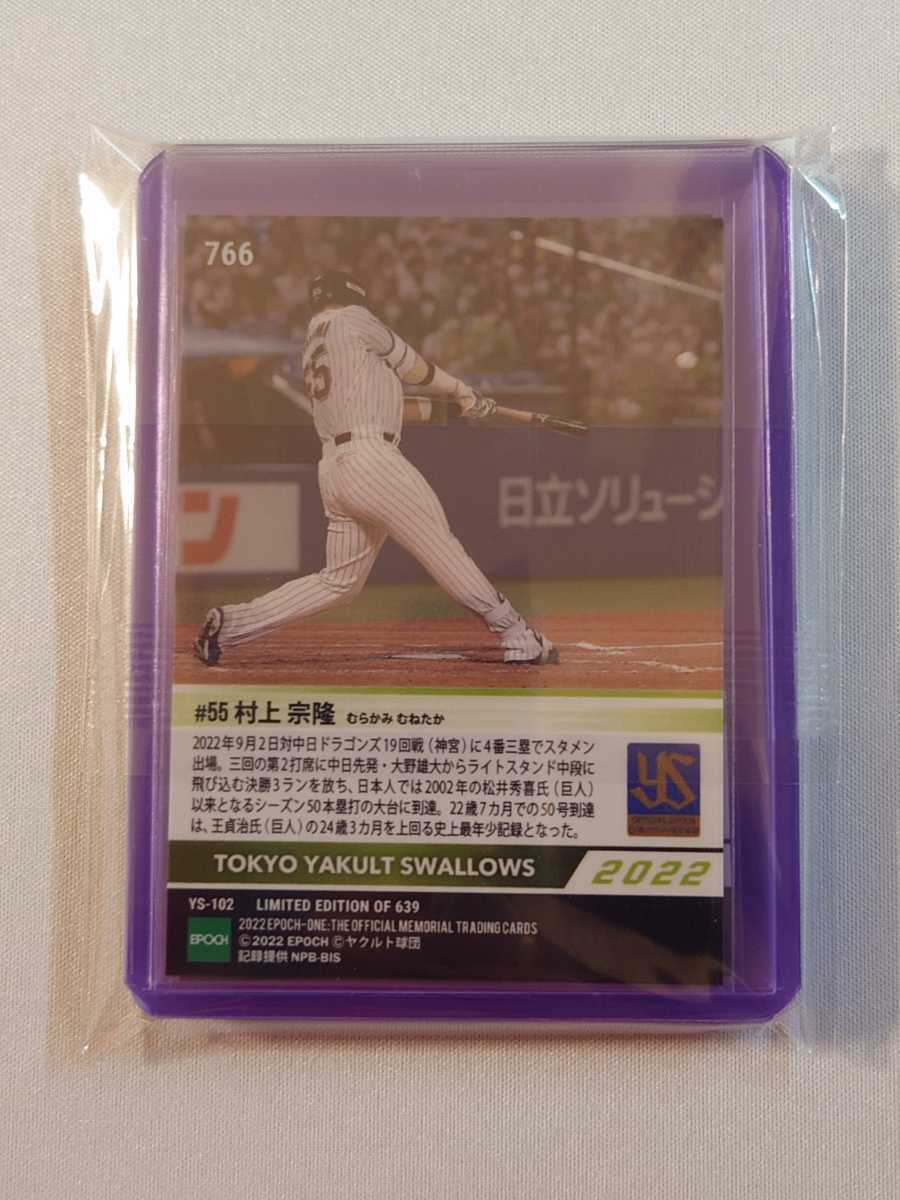 766
55
ン
日立ソリューシ
#55 村上 宗隆 むらかみ むねたか
2022年9月2日対中日ドラゴンズ19回戦(神宮)に4番三塁でスタメン
出場。三回の第2打席に中日先発・大野雄大からライトスタンド中段に
飛び込む決勝3ランを放ち、日本人では2002年の松井秀喜氏(巨人)
以来となるシーズン50本塁打の大台に到達。22歳7カ月での50号到達
は、王貞治氏(巨人)の24歳3カ月を上回る史上最年少記録となった。
YS
TOKYO YAKULT SWALLOWS 2022
YS-102 LIMITED EDITION OF 639
EPOCH
2022 EPOCH-ONE:THE OFFICIAL MEMORIAL TRADING CARDS
©2022 EPOCH ©ヤクルト球団
記録提供 NPB-BIS